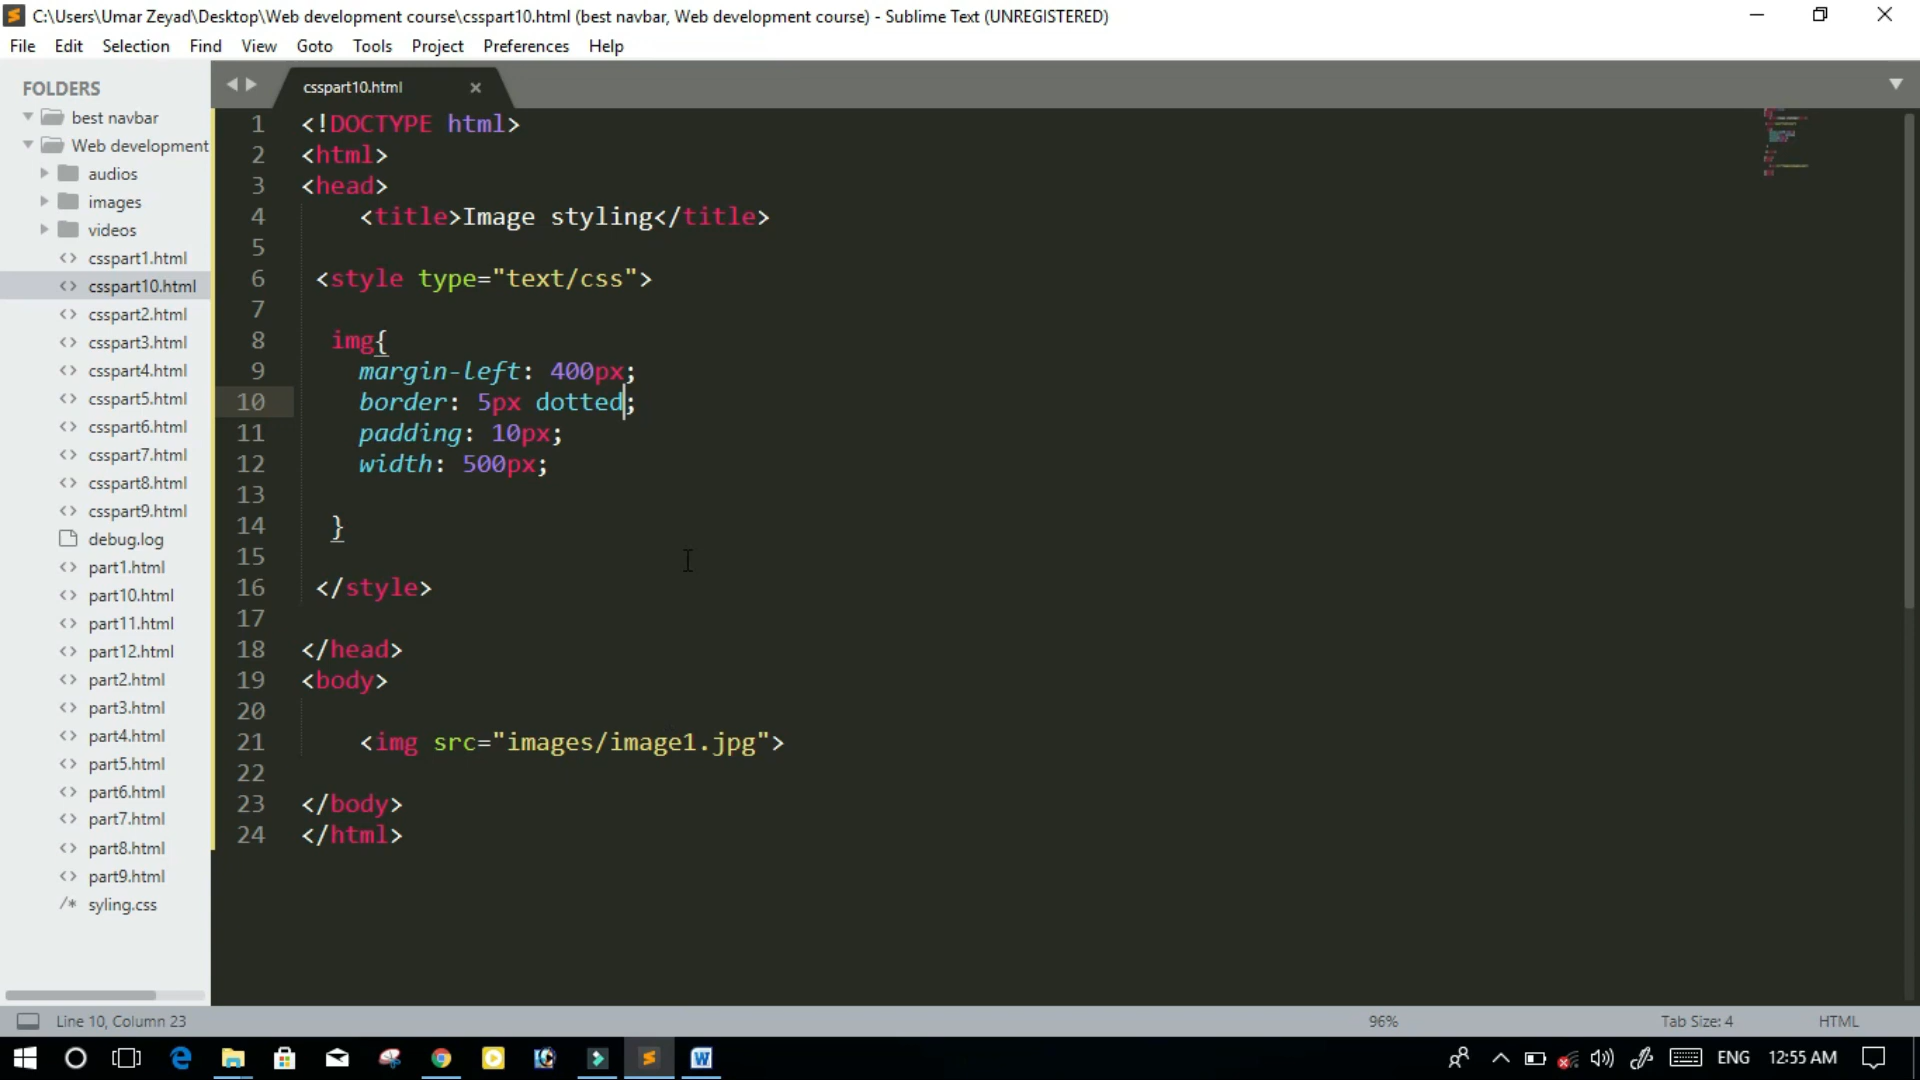 C:\Users\Umar Zeyad\Desktop\Web development course\csspart10.html (best navbar, Web development course) - Sublime Text (UNREGISTERED)
File Edit Selection Find View Goto Tools Project Preferences Help
FOLDERS
best navbar
Web development
audios
images
videos
csspart1.html
csspart10.html
csspart2.html
csspart3.html
csspart4.html
csspart5.html
csspart6.html
csspart7.html
csspart8.html
csspart9.html
debug.log
part1.html
part10.html
part11.html
part12.html
part2.html
part3.html
part4.html
part5.html
part6.html
part7.html
part8.html
part9.html
/* syling.css
csspart10.html
1 <!DOCTYPE html>
2 <html>
3 <head>
4 <title>Image styling</title>
5
6 <style type="text/css">
7
8 img{
9 margin-left: 400px;
10 border: 5px dotted;
11 padding: 10px;
12 width: 500px;
13
14 }
15
16 </style>
17
18 </head>
19 <body>
20
21 <img src="images/image1.jpg">
22
23 </body>
24 </html>
Line 10, Column 23 96% Tab Size: 4 HTML
ENG 12:55 AM